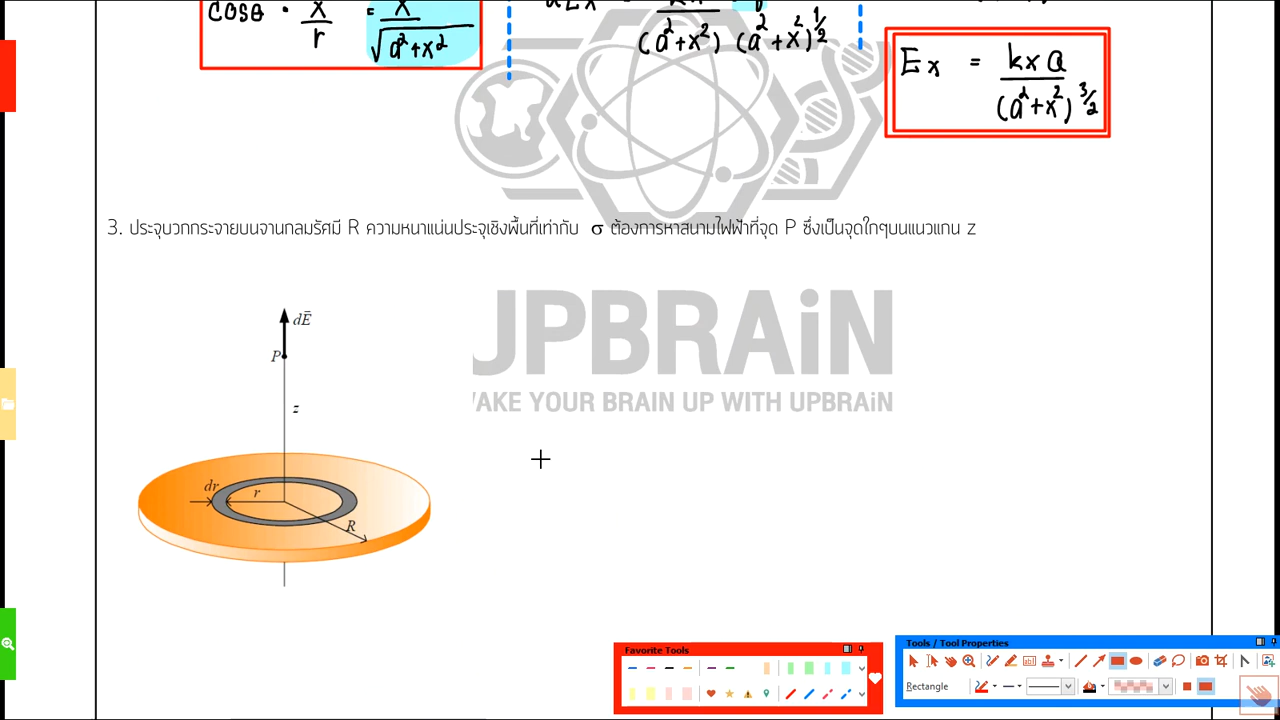 cosθ = x/r = x/√(a²+x²)
(a²+x²) (a²+x²)^½
Ex = kxQ/(a²+x²)^3/2
3. ประจุบวกกระจายบนจานกลมรัศมี R ความหนาแน่นประจุเชิงพื้นที่เท่ากับ σ ต้องการหาสนามไฟฟ้าที่จุด P ซึ่งเป็นจุดใกๆบนแนวแกน z
JPBRAiN
WAKE YOUR BRAIN UP WITH UPBRAiN
dE̅
P
z
dr
r
R
Favorite Tools
Tools / Tool Properties
Rectangle